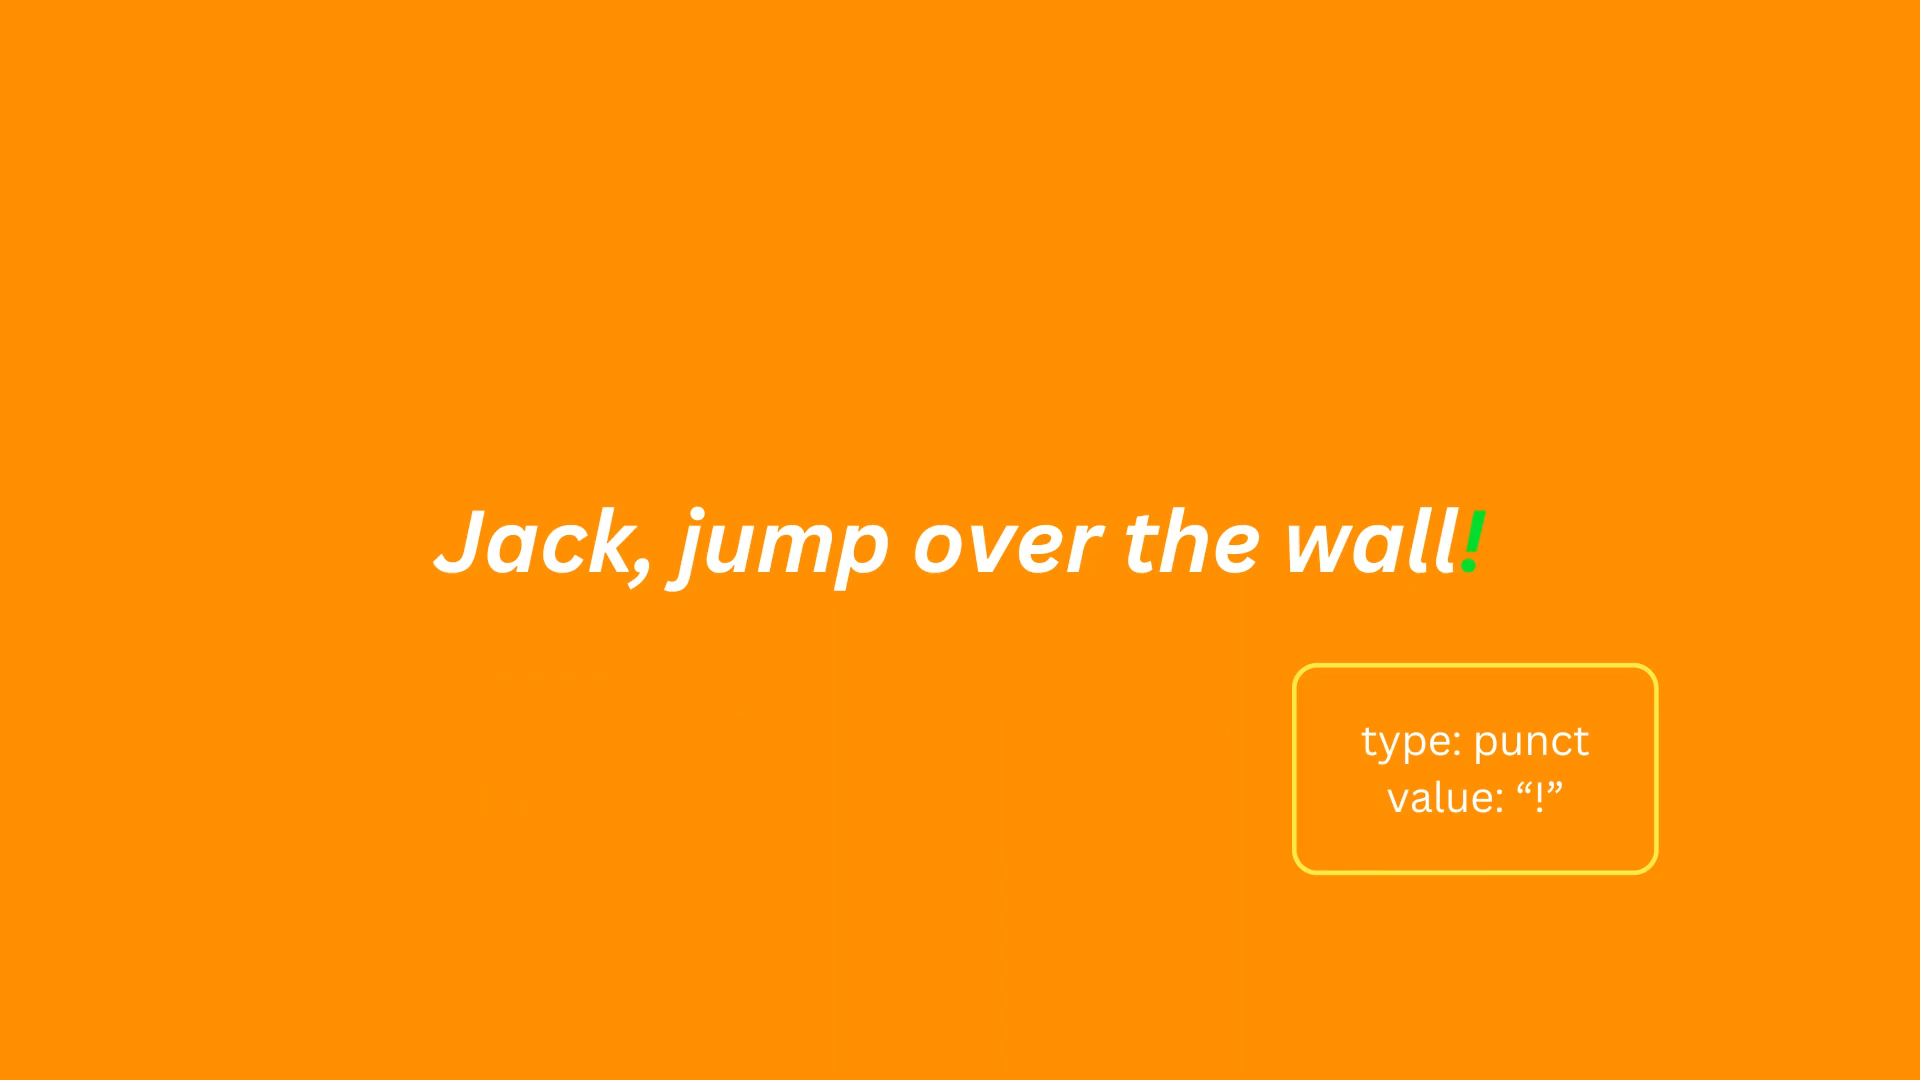 Jack, jump over the wall!
type: punct
value: “!”